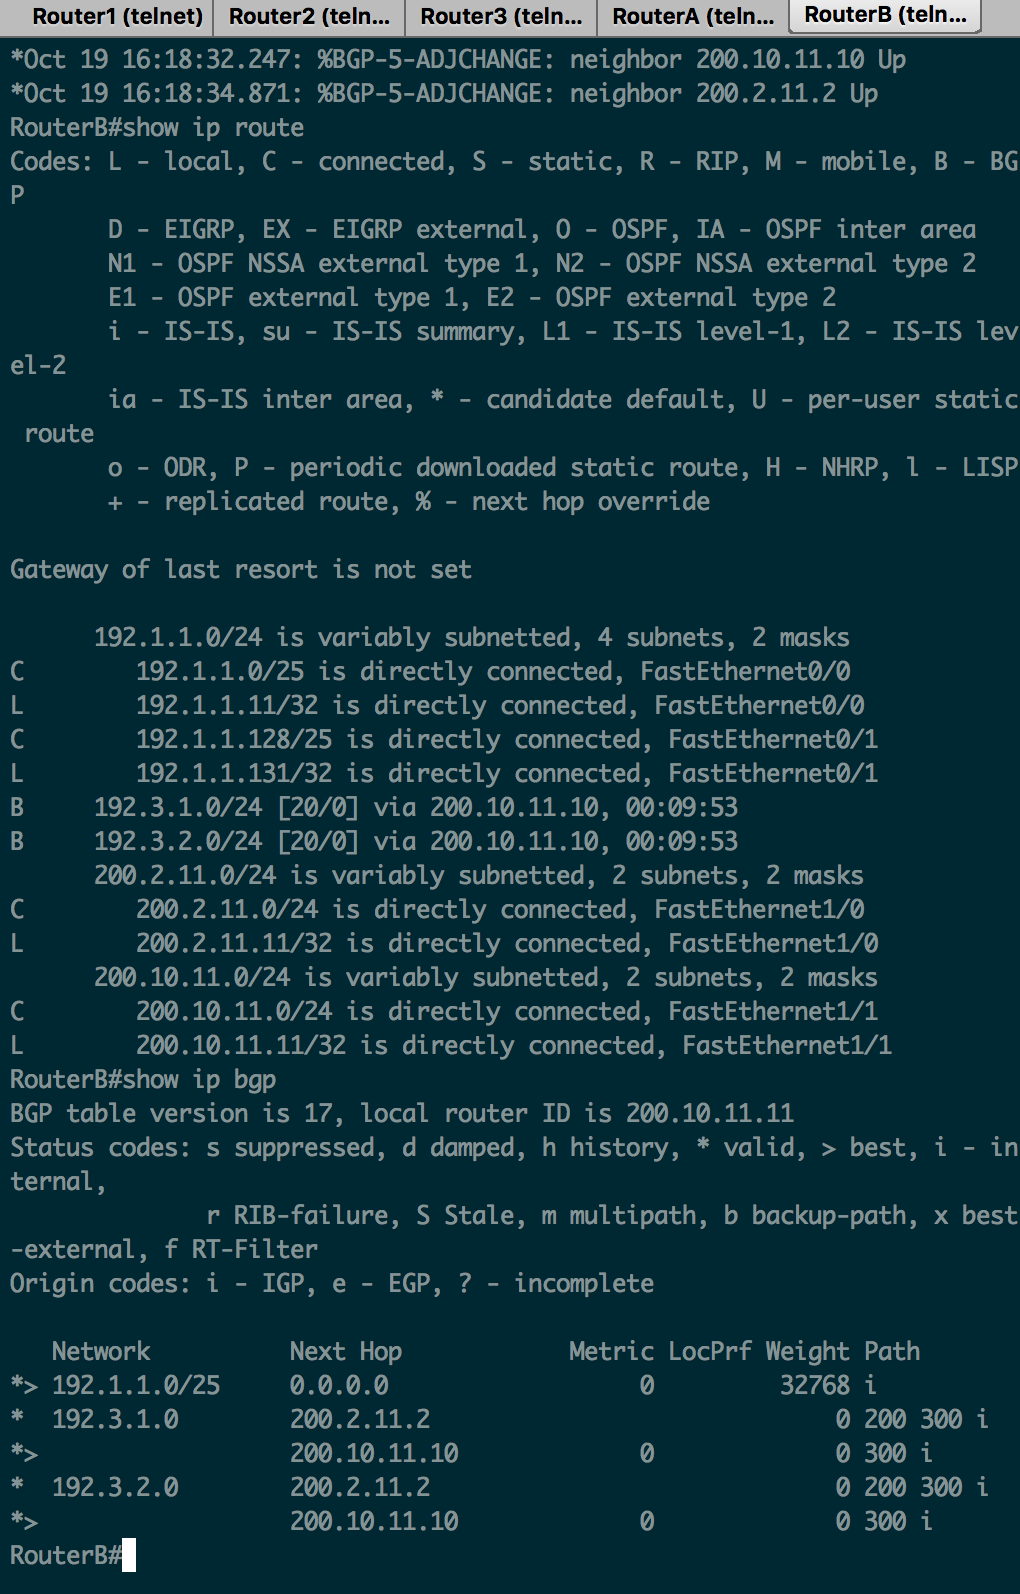 Router1 (telnet) Router2 (teln... Router3 (teln... RouterA (teln... RouterB (teln...
*Oct 19 16:18:32.247: %BGP-5-ADJCHANGE: neighbor 200.10.11.10 Up
*Oct 19 16:18:34.871: %BGP-5-ADJCHANGE: neighbor 200.2.11.2 Up
RouterB#show ip route
Codes: L - local, C - connected, S - static, R - RIP, M - mobile, B - BG
P
       D - EIGRP, EX - EIGRP external, O - OSPF, IA - OSPF inter area
       N1 - OSPF NSSA external type 1, N2 - OSPF NSSA external type 2
       E1 - OSPF external type 1, E2 - OSPF external type 2
       i - IS-IS, su - IS-IS summary, L1 - IS-IS level-1, L2 - IS-IS lev
el-2
       ia - IS-IS inter area, * - candidate default, U - per-user static
 route
       o - ODR, P - periodic downloaded static route, H - NHRP, l - LISP
       + - replicated route, % - next hop override

Gateway of last resort is not set

      192.1.1.0/24 is variably subnetted, 4 subnets, 2 masks
C        192.1.1.0/25 is directly connected, FastEthernet0/0
L        192.1.1.11/32 is directly connected, FastEthernet0/0
C        192.1.1.128/25 is directly connected, FastEthernet0/1
L        192.1.1.131/32 is directly connected, FastEthernet0/1
B     192.3.1.0/24 [20/0] via 200.10.11.10, 00:09:53
B     192.3.2.0/24 [20/0] via 200.10.11.10, 00:09:53
      200.2.11.0/24 is variably subnetted, 2 subnets, 2 masks
C        200.2.11.0/24 is directly connected, FastEthernet1/0
L        200.2.11.11/32 is directly connected, FastEthernet1/0
      200.10.11.0/24 is variably subnetted, 2 subnets, 2 masks
C        200.10.11.0/24 is directly connected, FastEthernet1/1
L        200.10.11.11/32 is directly connected, FastEthernet1/1
RouterB#show ip bgp
BGP table version is 17, local router ID is 200.10.11.11
Status codes: s suppressed, d damped, h history, * valid, > best, i - in
ternal,
              r RIB-failure, S Stale, m multipath, b backup-path, x best
-external, f RT-Filter
Origin codes: i - IGP, e - EGP, ? - incomplete

   Network          Next Hop            Metric LocPrf Weight Path
*> 192.1.1.0/25     0.0.0.0                  0         32768 i
*  192.3.1.0        200.2.11.2                             0 200 300 i
*>                  200.10.11.10             0             0 300 i
*  192.3.2.0        200.2.11.2                             0 200 300 i
*>                  200.10.11.10             0             0 300 i
RouterB#